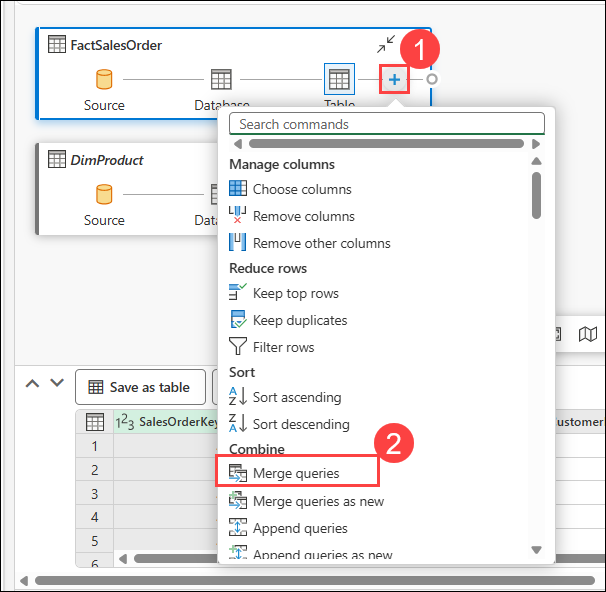 FactSalesOrder
1
Source
Database
Table
Search commands
DimProduct
Source
Manage columns
Choose columns
Remove columns
Remove other columns
Reduce rows
Keep top rows
Keep duplicates
Filter rows
Sort
Sort ascending
Sort descending
Combine
2
Merge queries
Merge queries as new
Append queries
Append queries as new
Save as table
1 2 3 SalesOrderKey
1
2
3
4
5
6